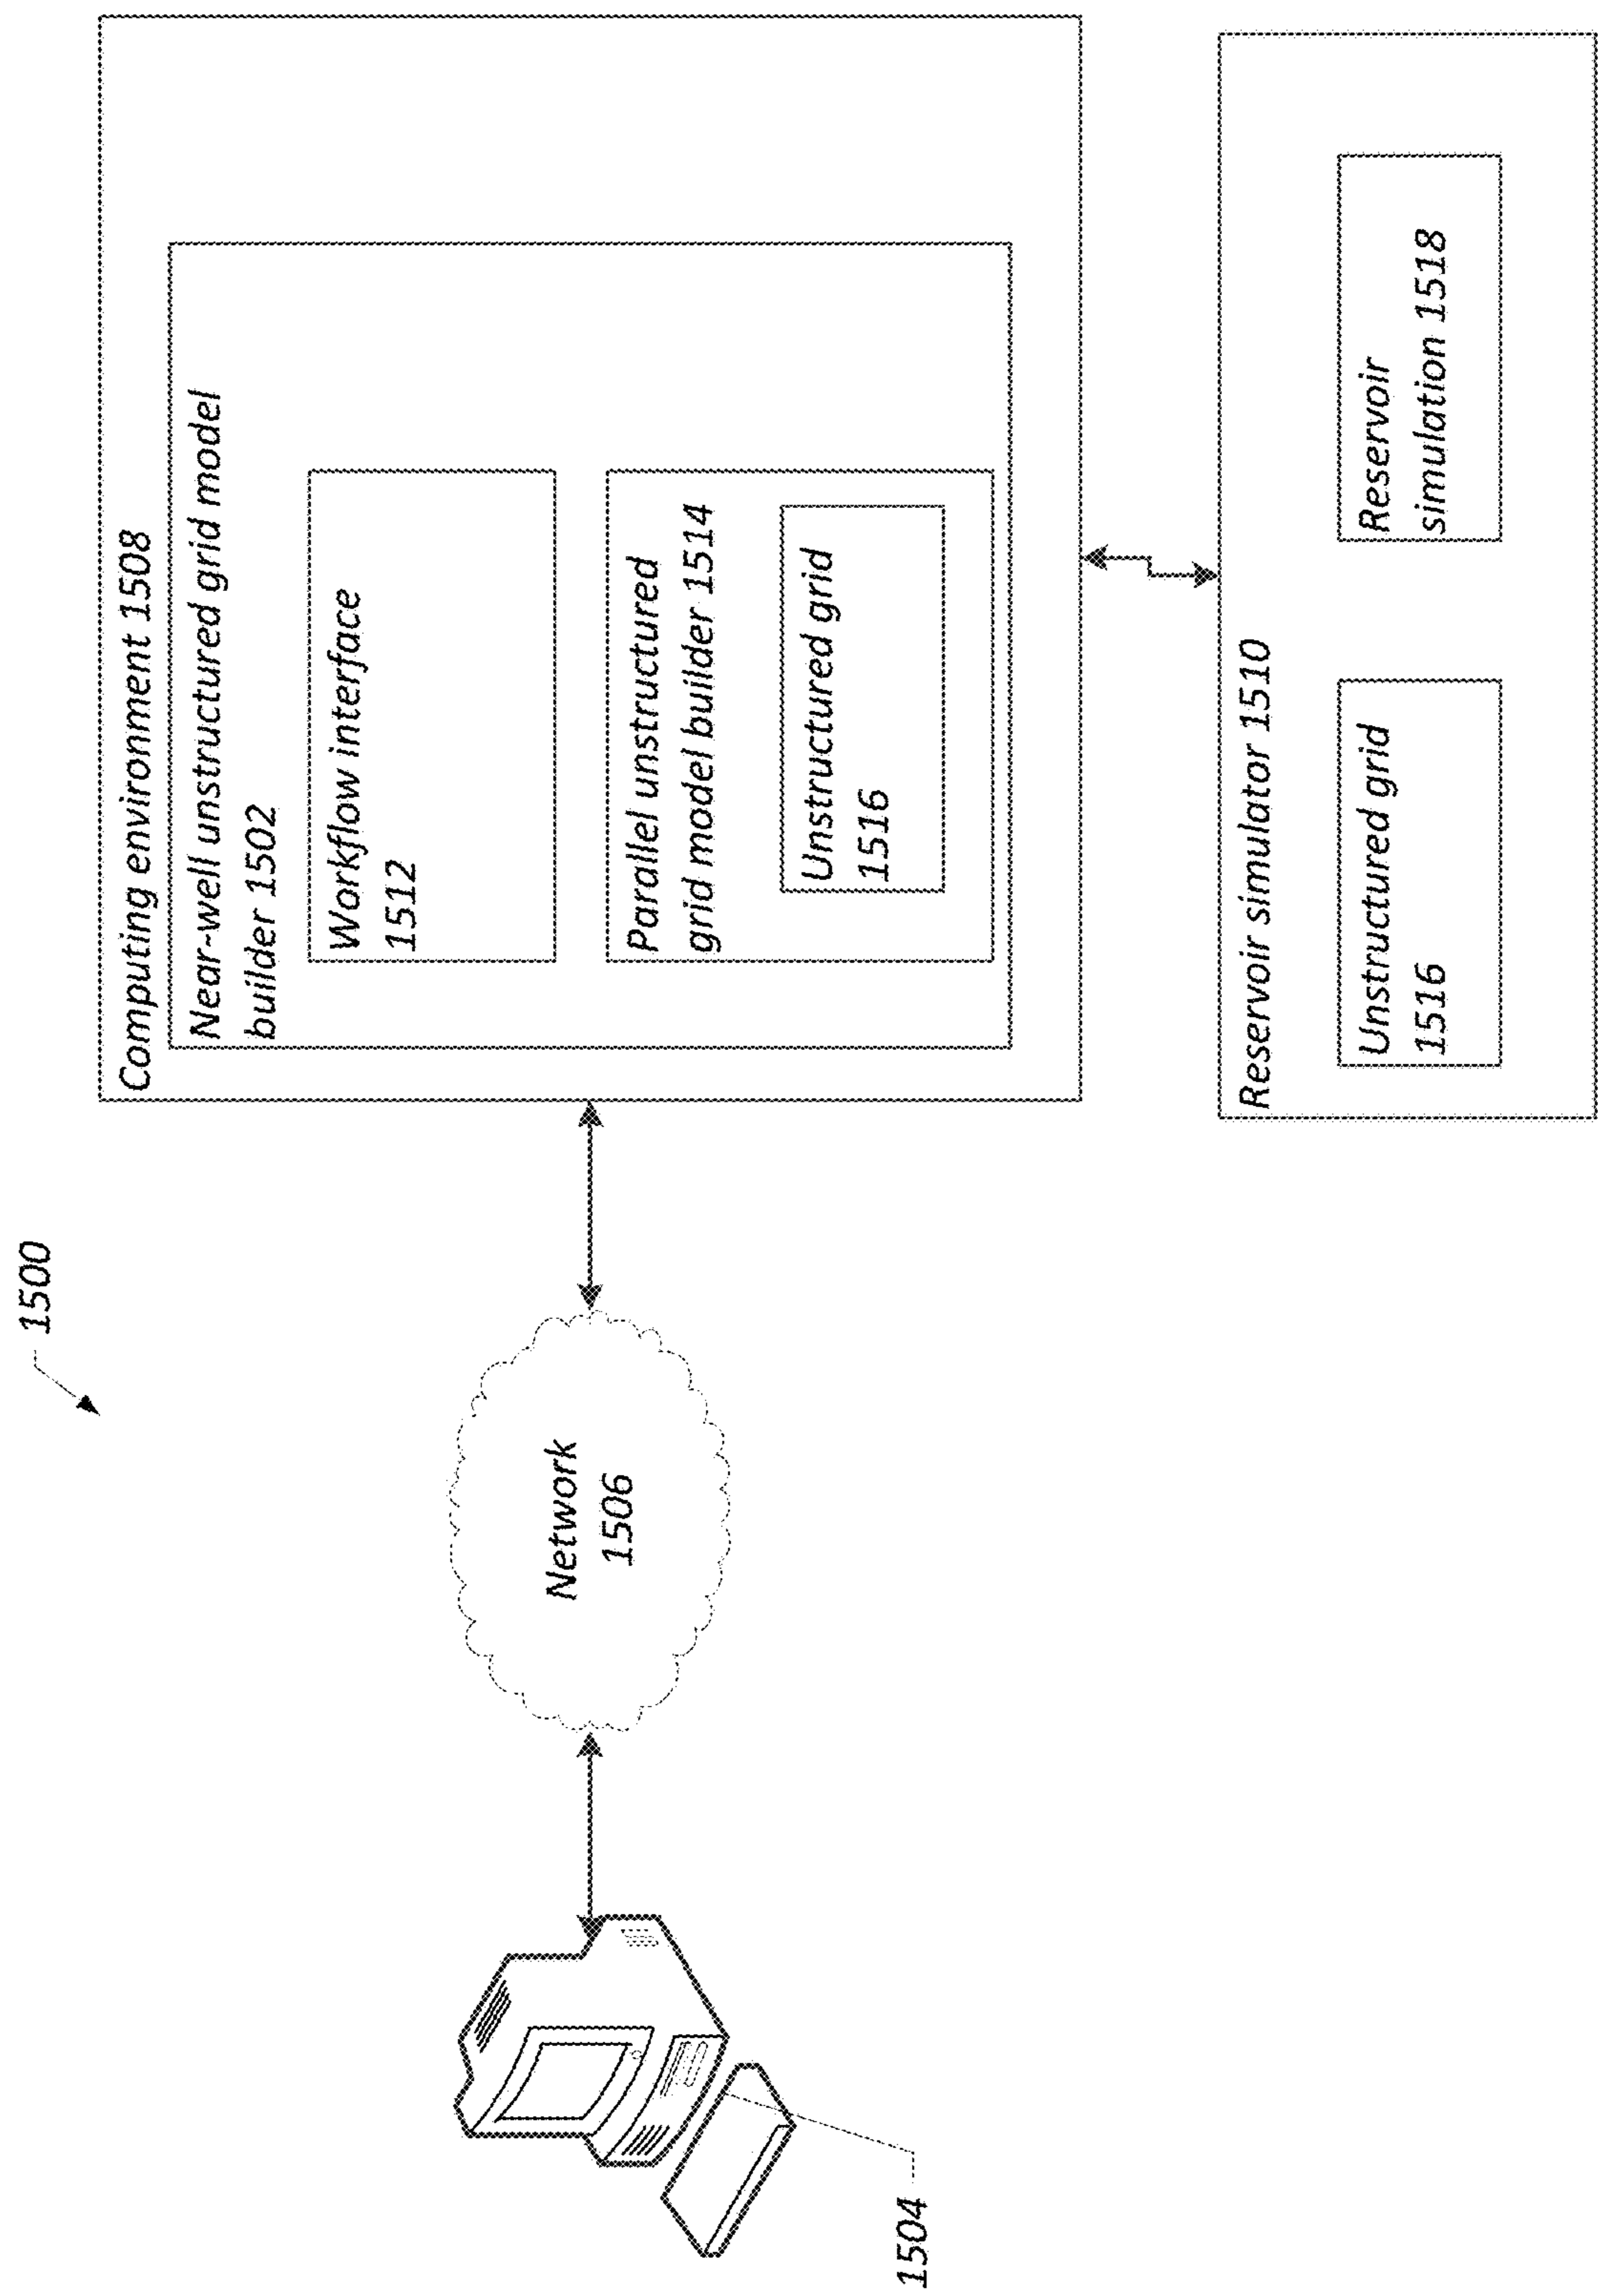 1500
Computing environment 1508
Near-well unstructured grid model
builder 1502
Workflow interface
1512
Parallel unstructured
grid model builder 1514
Unstructured grid
1516
Network
1506
1504
Reservoir simulator 1510
Unstructured grid
1516
Reservoir
simulation 1518